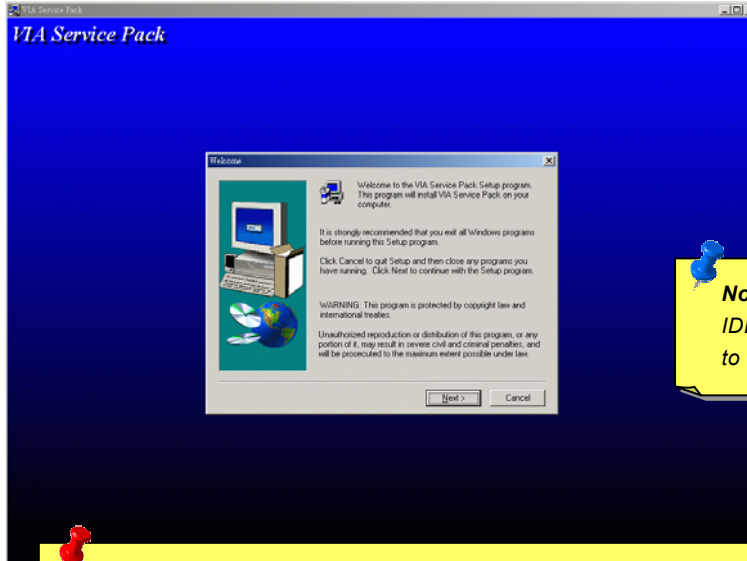 VIA Service Pack
VIA Service Pack
Welcome
Welcome to the VIA Service Pack Setup program.
This program will install VIA Service Pack on your
computer.
It is strongly recommended that you exit all Windows programs
before running this Setup program.
Click Cancel to quit Setup and then close any programs you
have running. Click Next to continue with the Setup program.
WARNING: This program is protected by copyright law and
international treaties.
Unauthorized reproduction or distribution of this program, or any
portion of it, may result in severe civil and criminal penalties, and
will be prosecuted to the maximum extent possible under law.
Next >
Cancel
to